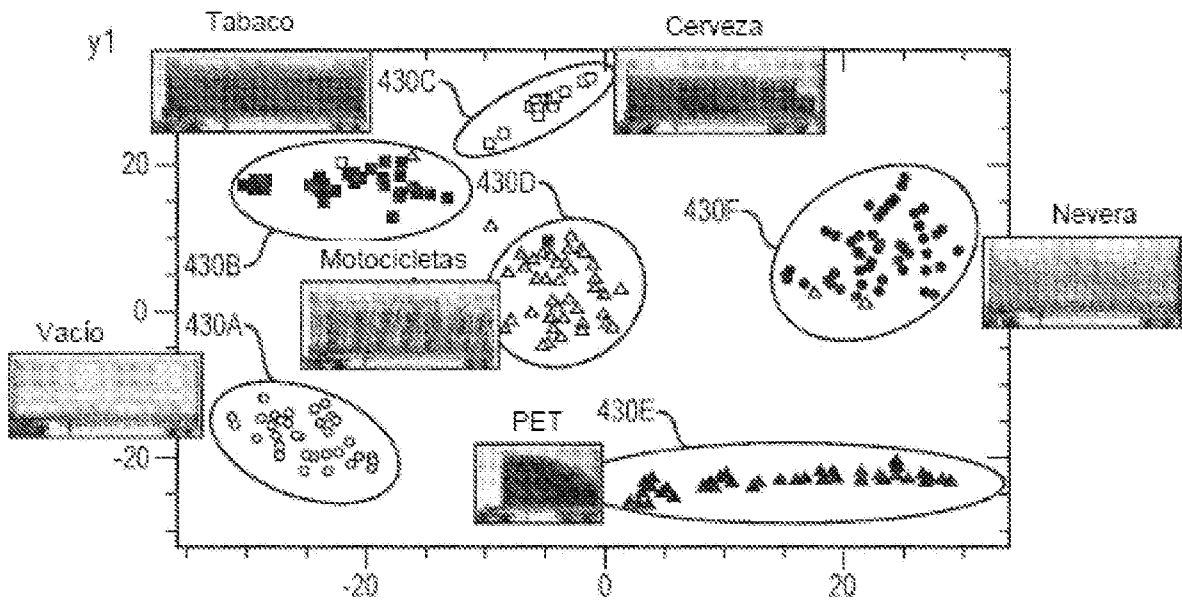 Tabaco
Cerveza
y1
430C
20
430D
430F
Nevera
430B
Motocicletas
0
430A
Vacío
PET
430E
-20
-20
0
20